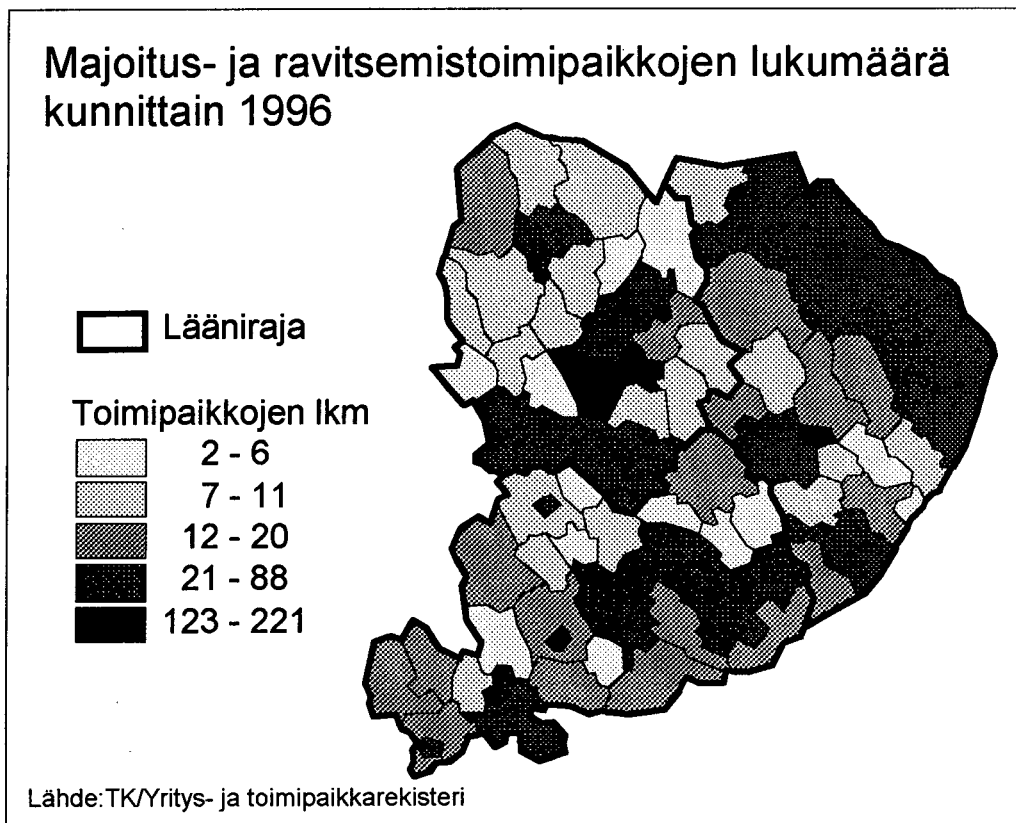 Majoitus- ja ravitsemistoimipaikkojen lukumäärä
kunnittain 1996
Lääniraja
Toimipaikkojen lkm
2 - 6
7 - 11
12 - 20
21 - 88
123 - 221
Lähde:TK/Yritys- ja toimipaikkarekisteri